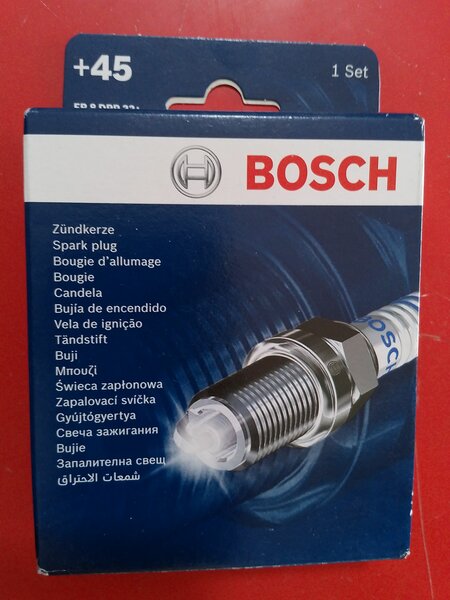 +45
1 Set
BOSCH
Zündkerze
Spark plug
Bougie d'allumage
Bougie
Candela
Bujía de encendido
Vela de ignição
Tändstift
Buji
Μπουζί
Świeca zapłonowa
Zapalovací svíčka
Gyújtógyertya
Свеча зажигания
Bujie
Запалителна свещ
شمعات الاحتراق
BOSCH